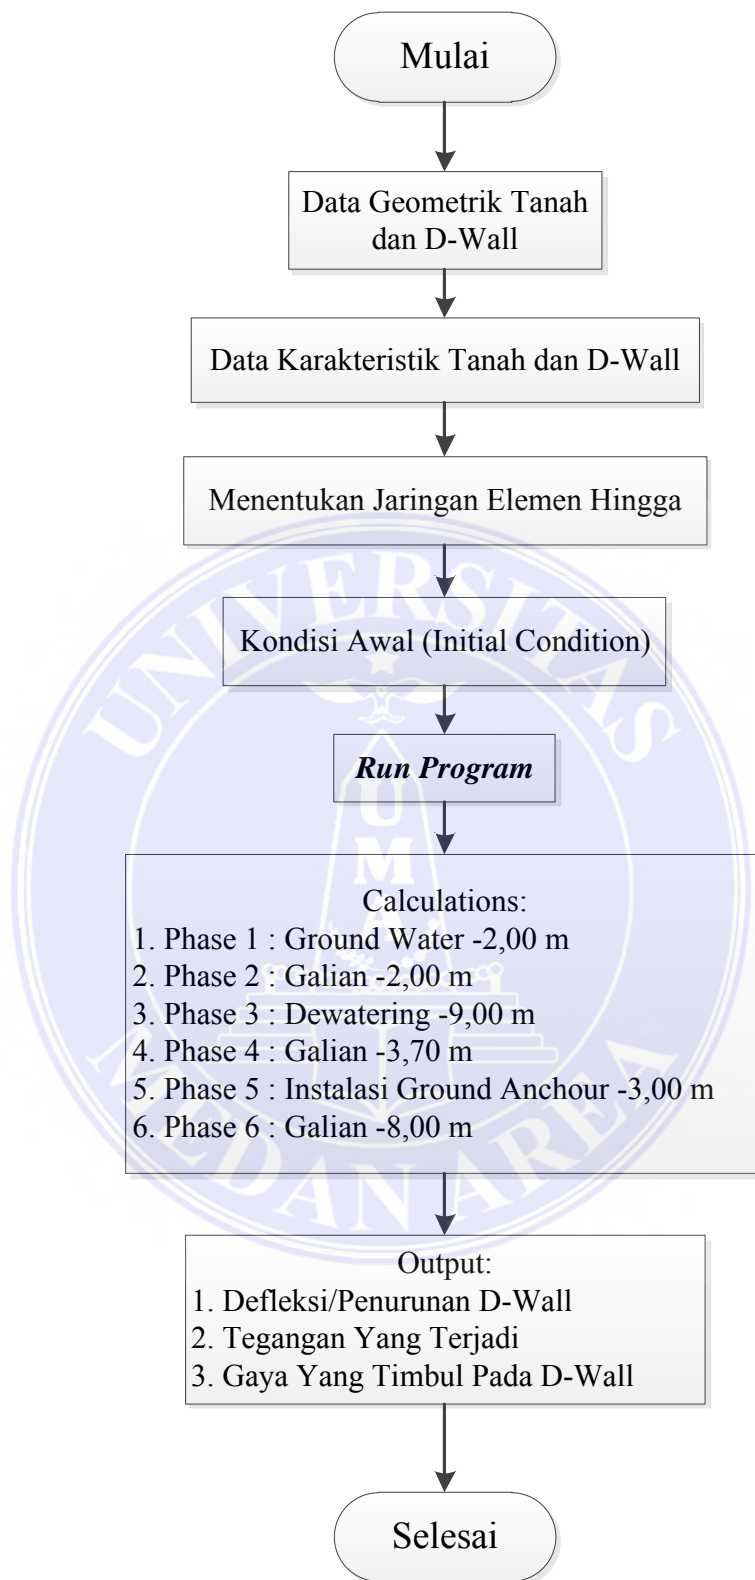 Mulai
Data Geometrik Tanah
dan D-Wall
Data Karakteristik Tanah dan D-Wall
Menentukan Jaringan Elemen Hingga
Kondisi Awal (Initial Condition)
Run Program
Calculations:
1. Phase 1 : Ground Water -2,00 m
2. Phase 2 : Galian -2,00 m
3. Phase 3 : Dewatering -9,00 m
4. Phase 4 : Galian -3,70 m
5. Phase 5 : Instalasi Ground Anchour -3,00 m
6. Phase 6 : Galian -8,00 m
Output:
1. Defleksi/Penurunan D-Wall
2. Tegangan Yang Terjadi
3. Gaya Yang Timbul Pada D-Wall
Selesai
UNIVERSITAS
UMA
MEDAN AREA